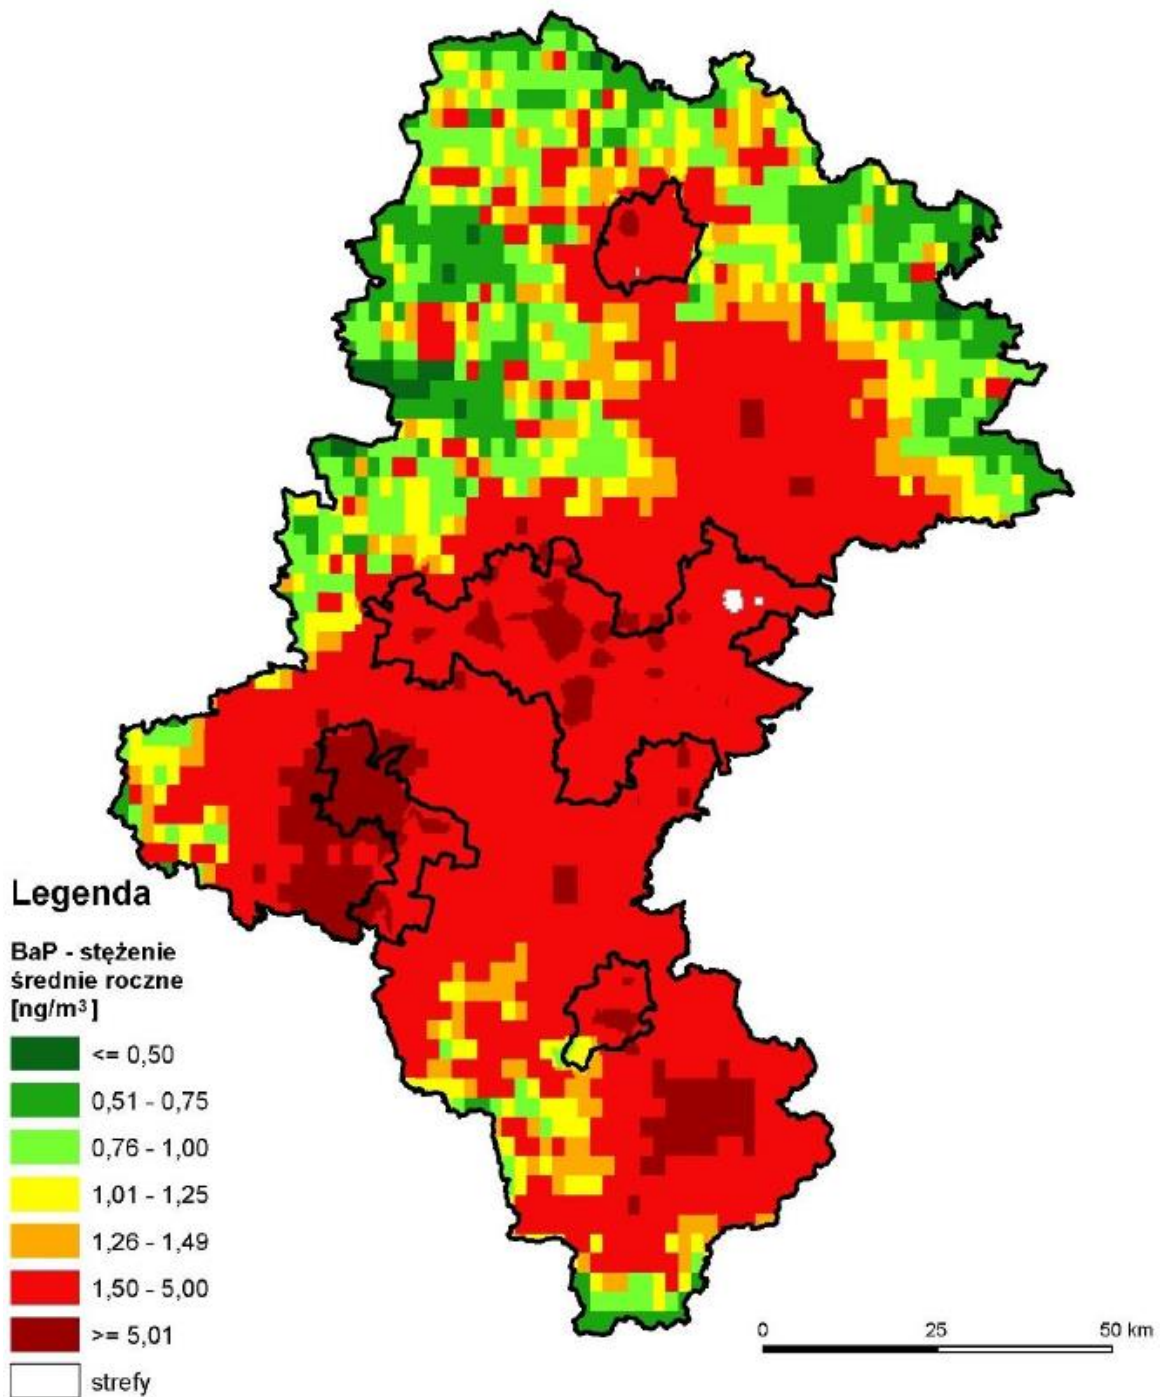 Legenda
BaP - stężenie
średnie roczne
[ng/m³]
<= 0,50
0,51 - 0,75
0,76 - 1,00
1,01 - 1,25
1,26 - 1,49
1,50 - 5,00
>= 5,01
strefy
0 25 50 km